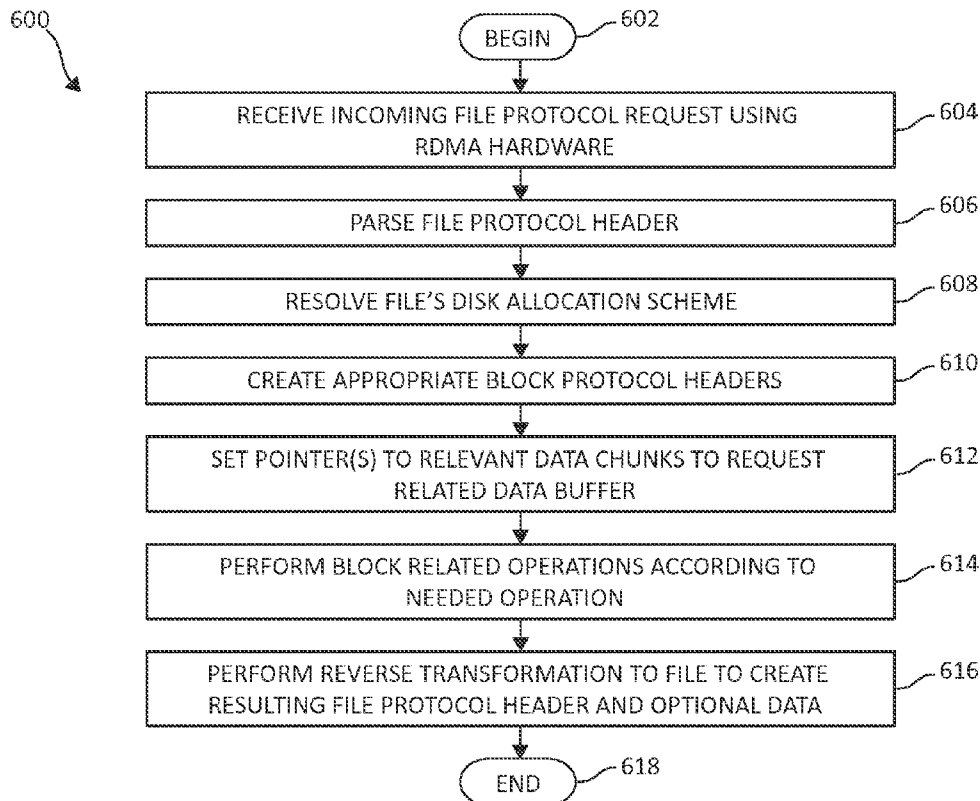 600
BEGIN
602
RECEIVE INCOMING FILE PROTOCOL REQUEST USING
RDMA HARDWARE
604
PARSE FILE PROTOCOL HEADER
606
RESOLVE FILE'S DISK ALLOCATION SCHEME
608
CREATE APPROPRIATE BLOCK PROTOCOL HEADERS
610
SET POINTER(S) TO RELEVANT DATA CHUNKS TO REQUEST
RELATED DATA BUFFER
612
PERFORM BLOCK RELATED OPERATIONS ACCORDING TO
NEEDED OPERATION
614
PERFORM REVERSE TRANSFORMATION TO FILE TO CREATE
RESULTING FILE PROTOCOL HEADER AND OPTIONAL DATA
616
END
618